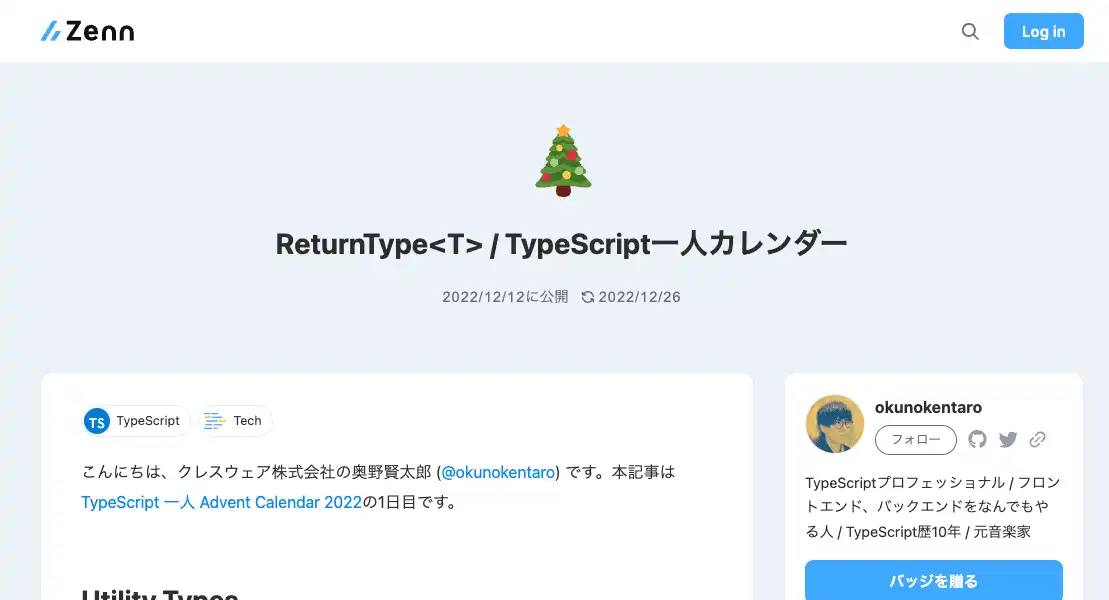 Zenn
Log in
ReturnType<T> / TypeScript一人カレンダー
2022/12/12に公開 2022/12/26
TS TypeScript Tech
こんにちは、クレスウェア株式会社の奥野賢太郎 (@okunokentaro) です。本記事は
TypeScript 一人 Advent Calendar 2022の1日目です。
Utility Types
okunokentaro
フォロー
TypeScriptプロフェッショナル / フロン
トエンド、バックエンドをなんでもや
る人 / TypeScript歴10年 / 元音楽家
バッジを贈る